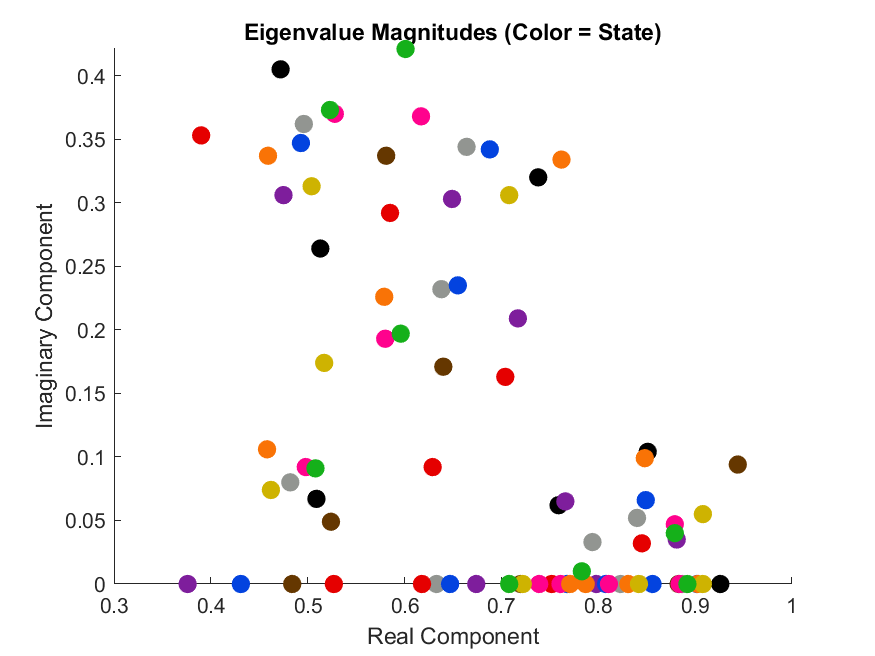 Eigenvalue Magnitudes (Color = State)
0.4
0.35
0.3
0.25
0.2
0.15
0.1
0.05
0
Imaginary Component
0.3 0.4 0.5 0.6 0.7 0.8 0.9 1
Real Component